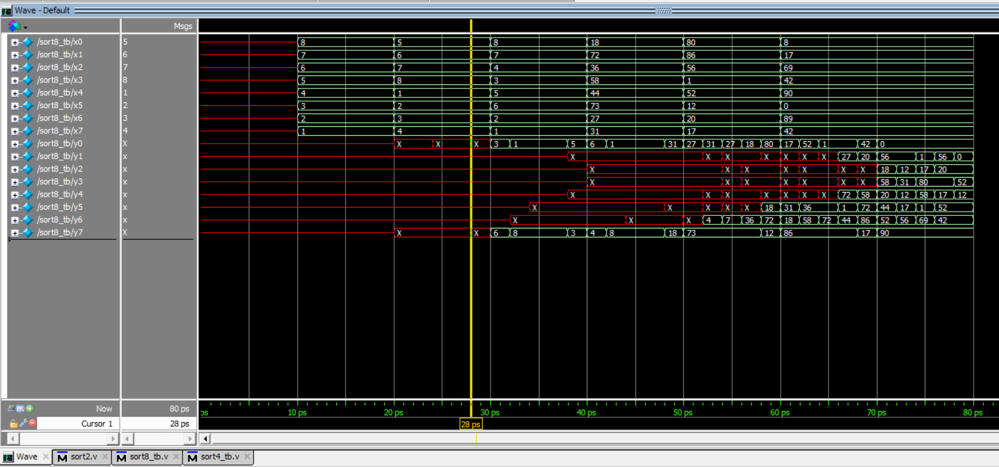 Wave - Default
Msgs
/sort8_tb/x0 5 8 5 8 18 80 8
/sort8_tb/x1 6 7 6 7 72 86 17
/sort8_tb/x2 7 6 7 4 36 56 69
/sort8_tb/x3 8 5 8 3 58 1 42
/sort8_tb/x4 1 4 1 5 44 52 90
/sort8_tb/x5 2 3 2 6 73 12 0
/sort8_tb/x6 3 2 3 2 27 20 89
/sort8_tb/x7 4 1 4 1 31 17 42
/sort8_tb/y0 X X X X 3 1 5 6 1 31 27 31 27 18 80 17 52 1 42 0
/sort8_tb/y1 x X X X X X X X 27 20 56 1 56 0
/sort8_tb/y2 x X X X X X X X 18 12 17 20
/sort8_tb/y3 x X X X X X X X 58 31 80 52
/sort8_tb/y4 x X X X X X X X 72 58 20 12 58 17 12
/sort8_tb/y5 x X X X X X 18 31 36 1 72 44 17 1 52
/sort8_tb/y6 x X X X 4 7 36 72 18 58 72 44 86 52 56 69 42
/sort8_tb/y7 X X X 6 8 3 4 8 18 73 12 86 17 90
Now 80 ps ps 10 ps 20 ps 30 ps 40 ps 50 ps 60 ps 70 ps 80 ps
Cursor 1 28 ps 28 ps
Wave sort2.v sort8_tb.v sort4_tb.v